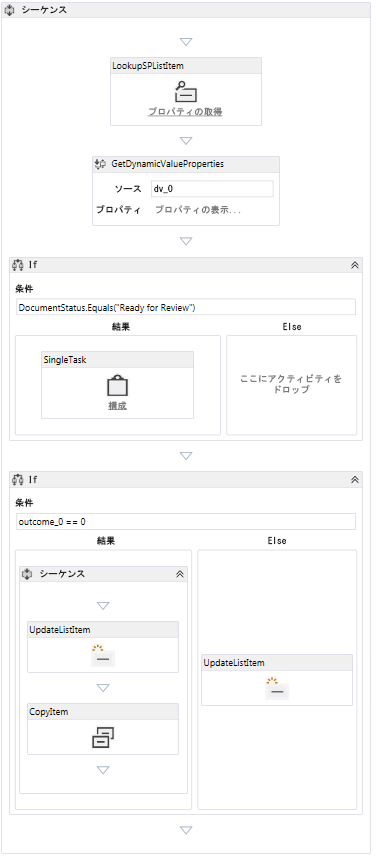 シーケンス
LookupSPListItem
プロパティの取得
GetDynamicValueProperties
ソース dv_0
プロパティ プロパティの表示...
If
条件
DocumentStatus.Equals("Ready for Review")
結果 Else
SingleTask
構成
ここにアクティビティを
ドロップ
If
条件
outcome_0 == 0
結果 Else
シーケンス
UpdateListItem
CopyItem
UpdateListItem